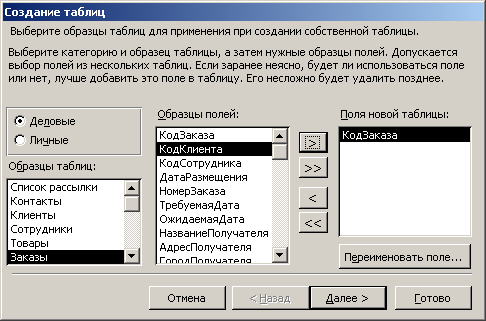 Создание таблиц
Выберите образцы таблиц для применения при создании собственной таблицы.
Выберите категорию и образец таблицы, а затем нужные образцы полей. Допускается
выбор полей из нескольких таблиц. Если заранее неясно, будет ли использоваться поле
или нет, лучше добавить это поле в таблицу. Его несложно будет удалить позднее.
Деловые
Личные
Образцы таблиц:
Список рассылки
Контакты
Клиенты
Сотрудники
Товары
Заказы
Образцы полей:
КодЗаказа
КодКлиента
КодСотрудника
ДатаРазмещения
НомерЗаказа
ТребуемаяДата
ОжидаемаяДата
НазваниеПолучателя
АдресПолучателя
ГородПолучателя
>
>>
<
<<
Поля новой таблицы:
КодЗаказа
Переименовать поле...
Отмена
< Назад
Далее >
Готово